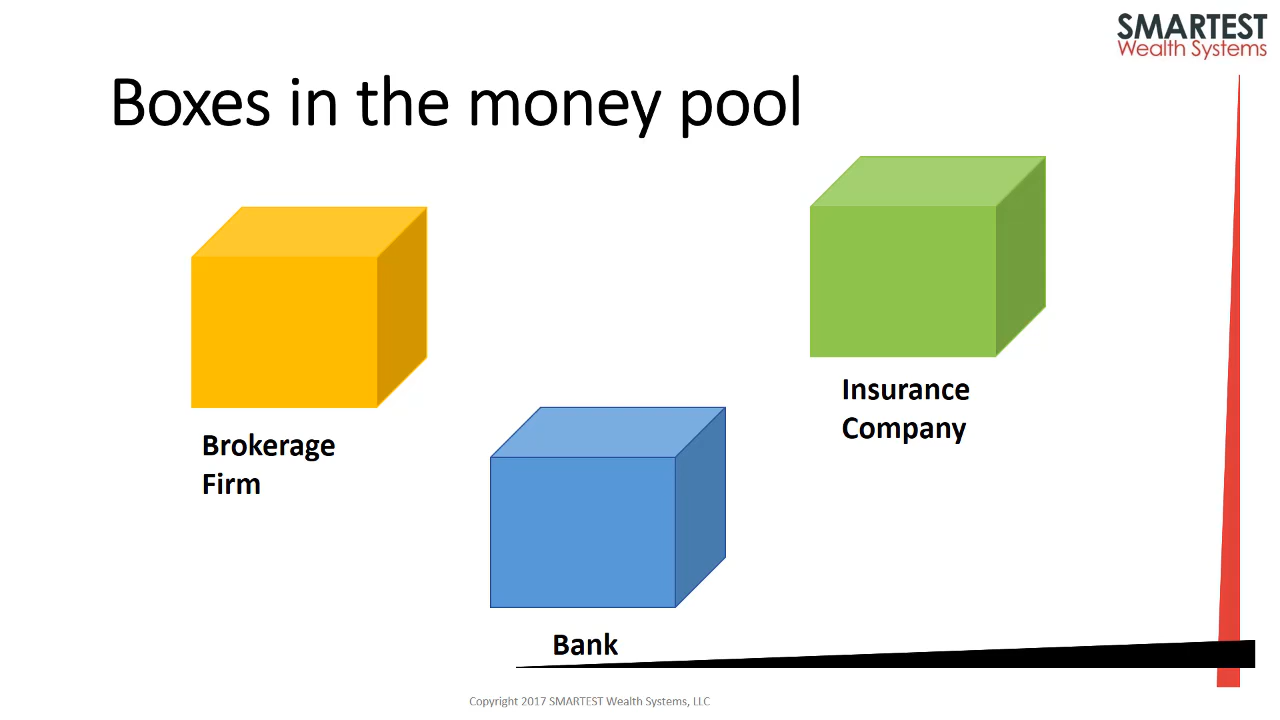 SMARTEST
Wealth Systems
Boxes in the money pool
Brokerage
Firm
Insurance
Company
Bank
Copyright 2017 SMARTEST Wealth Systems, LLC